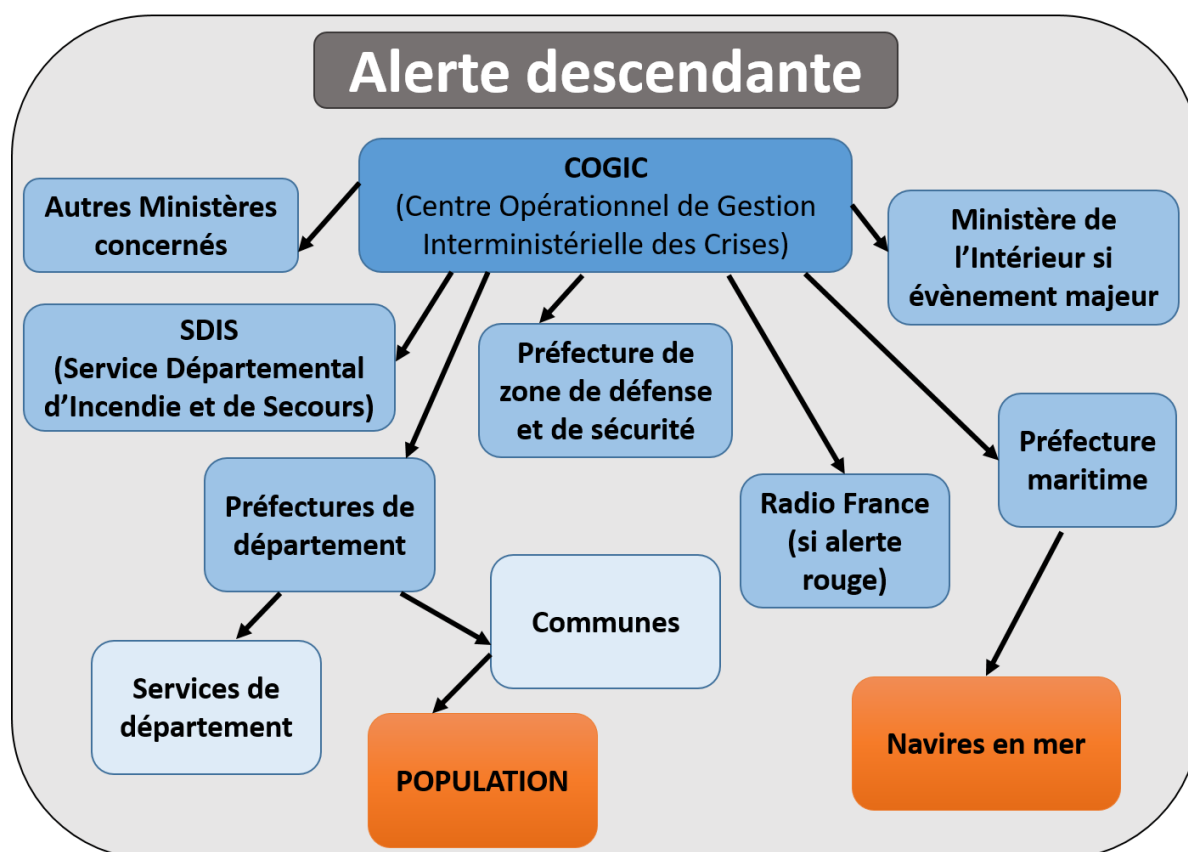 Alerte descendante
COGIC
(Centre Opérationnel de Gestion
Interministérielle des Crises)
Autres Ministères
concernés
Ministère de
l’Intérieur si
évènement majeur
SDIS
(Service Départemental
d’Incendie et de Secours)
Préfecture de
zone de défense
et de sécurité
Préfecture
maritime
Préfectures de
département
Radio France
(si alerte
rouge)
Communes
Services de
département
POPULATION
Navires en mer